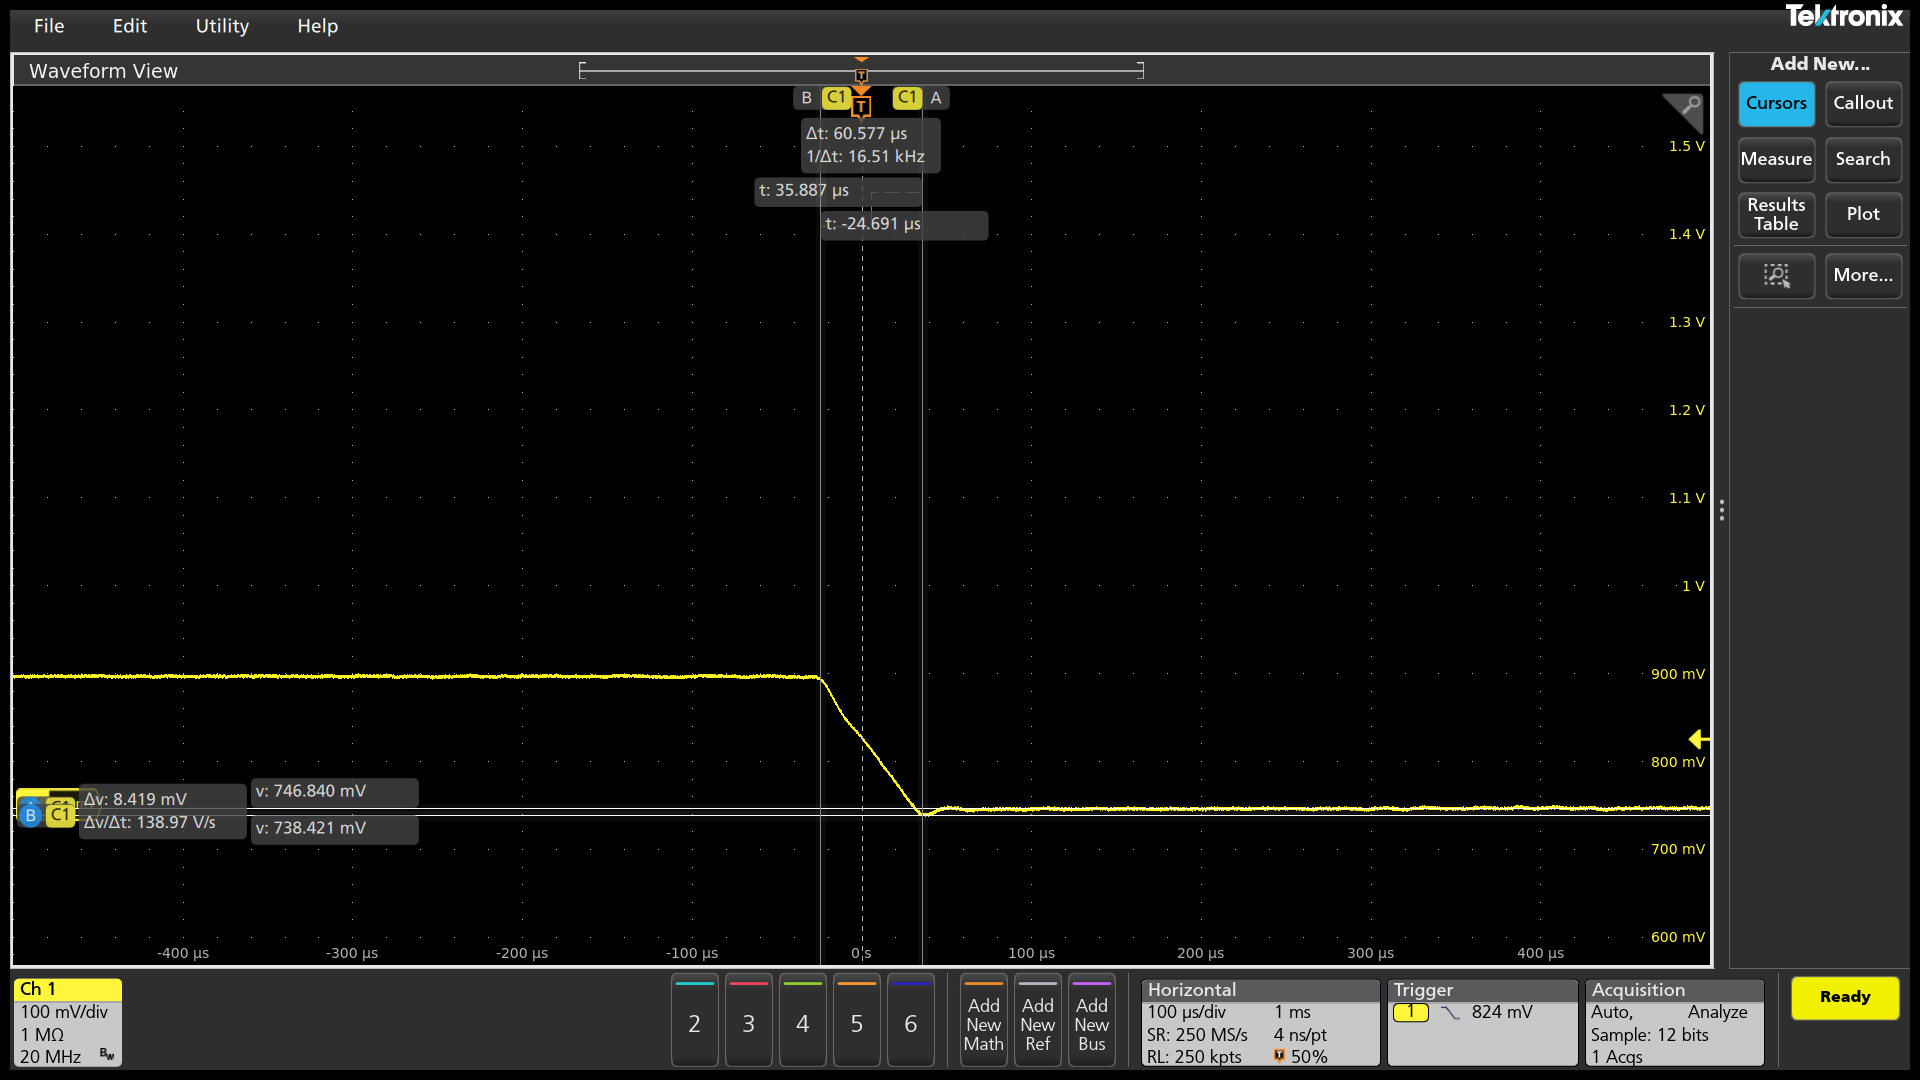 File Edit Utility Help
Tektronix
Waveform View
T
Add New...
B C1 T C1 A
Cursors Callout
Δt: 60.577 µs
1/Δt: 16.51 kHz
1.5 V
Measure Search
t: 35.887 µs
Results Table Plot
t: -24.691 µs
1.4 V
More...
1.3 V
1.2 V
1.1 V
1 V
900 mV
800 mV
Δv: 8.419 mV
v: 746.840 mV
B C1
Δv/Δt: 138.97 V/s
v: 738.421 mV
700 mV
600 mV
-400 µs -300 µs -200 µs -100 µs 0 s 100 µs 200 µs 300 µs 400 µs
Ch 1
100 mV/div
1 MΩ
20 MHz Bw
2 3 4 5 6
Add New Math
Add New Ref
Add New Bus
Horizontal
100 µs/div 1 ms
SR: 250 MS/s 4 ns/pt
RL: 250 kpts T 50%
Trigger
1 824 mV
Acquisition
Auto, Analyze
Sample: 12 bits
1 Acqs
Ready